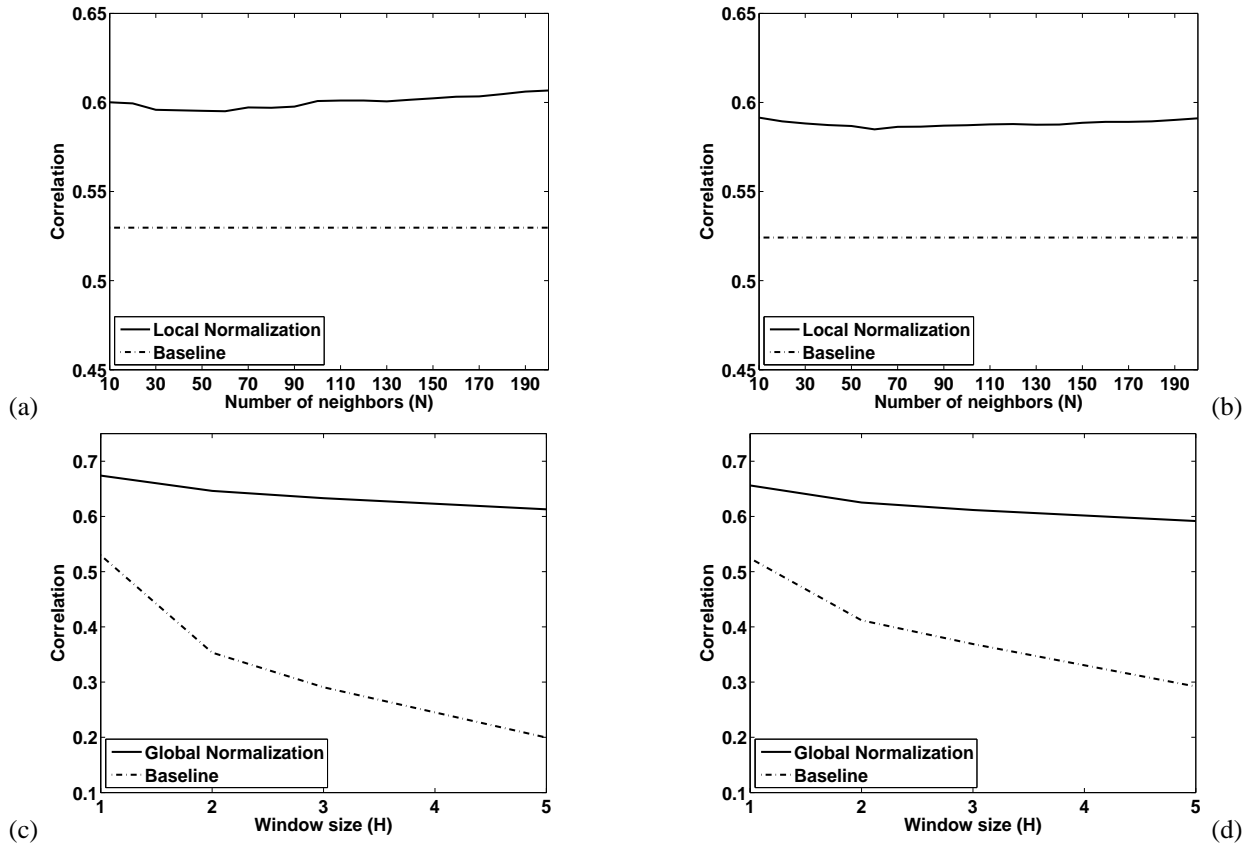 0.65
0.6
0.55
0.5
0.45
Correlation
Local Normalization
Baseline
10 30 50 70 90 110 130 150 170 190
Number of neighbors (N)
(a)
0.65
0.6
0.55
0.5
0.45
Correlation
Local Normalization
Baseline
10 30 50 70 90 110 130 150 170 190
Number of neighbors (N)
(b)
0.7
0.6
0.5
0.4
0.3
0.2
0.1
Correlation
Global Normalization
Baseline
1 2 3 4 5
Window size (H)
(c)
0.7
0.6
0.5
0.4
0.3
0.2
0.1
Correlation
Global Normalization
Baseline
1 2 3 4 5
Window size (H)
(d)